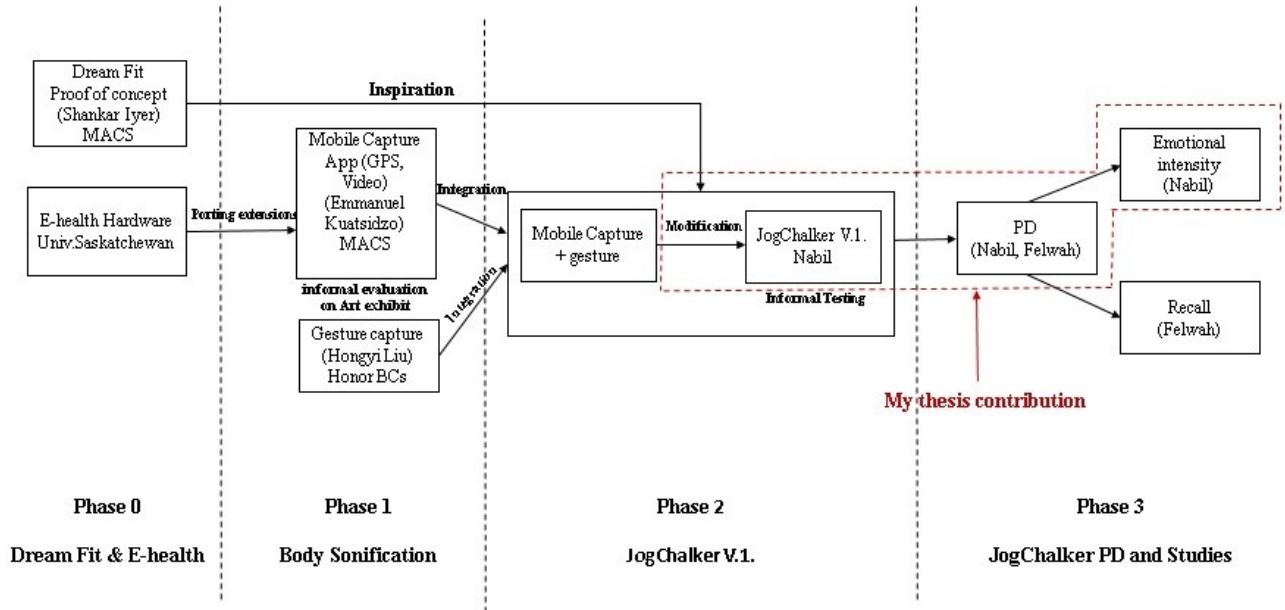 Dream Fit
Proof of concept
(Shankar Iyer)
MACS
Inspiration
E-health Hardware
Univ.Saskatchewan
Porting extensions
Mobile Capture
App (GPS,
Video)
(Emmanuel
Kuatsidzo)
MACS
informal evaluation
on Art exhibit
Gesture capture
(Hongyi Liu)
Honor BCs
Integration
Integration
Mobile Capture
+ gesture
Modification
JogChalker V.1.
Nabil
Informal Testing
PD
(Nabil, Felwah)
Emotional
intensity
(Nabil)
Recall
(Felwah)
My thesis contribution
Phase 0
Dream Fit & E-health
Phase 1
Body Sonification
Phase 2
JogChalker V.1.
Phase 3
JogChalker PD and Studies